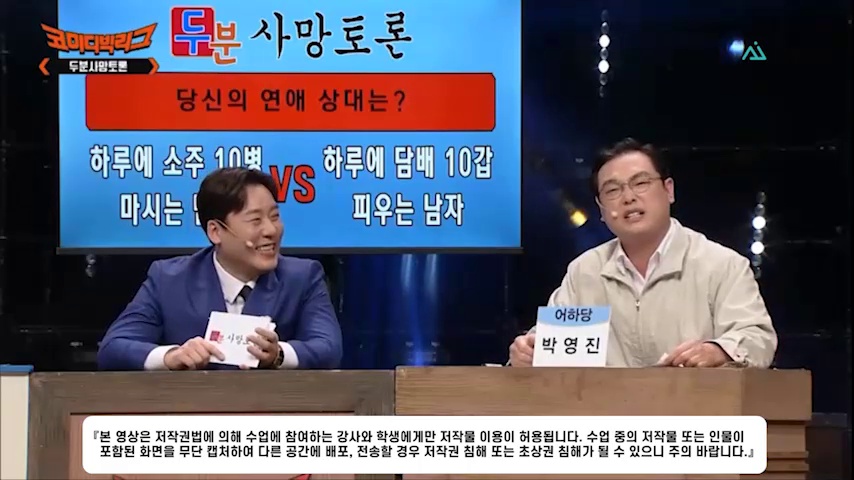 코미디빅리그
두분사망토론
두분 사망토론
당신의 연애 상대는?
하루에 소주 10병
마시는
VS
하루에 담배 10갑
피우는 남자
두분 사망토론
어하당
박영진
『본 영상은 저작권법에 의해 수업에 참여하는 강사와 학생에게만 저작물 이용이 허용됩니다. 수업 중의 저작물 또는 인물이
포함된 화면을 무단 캡처하여 다른 공간에 배포, 전송할 경우 저작권 침해 또는 초상권 침해가 될 수 있으니 주의 바랍니다.』